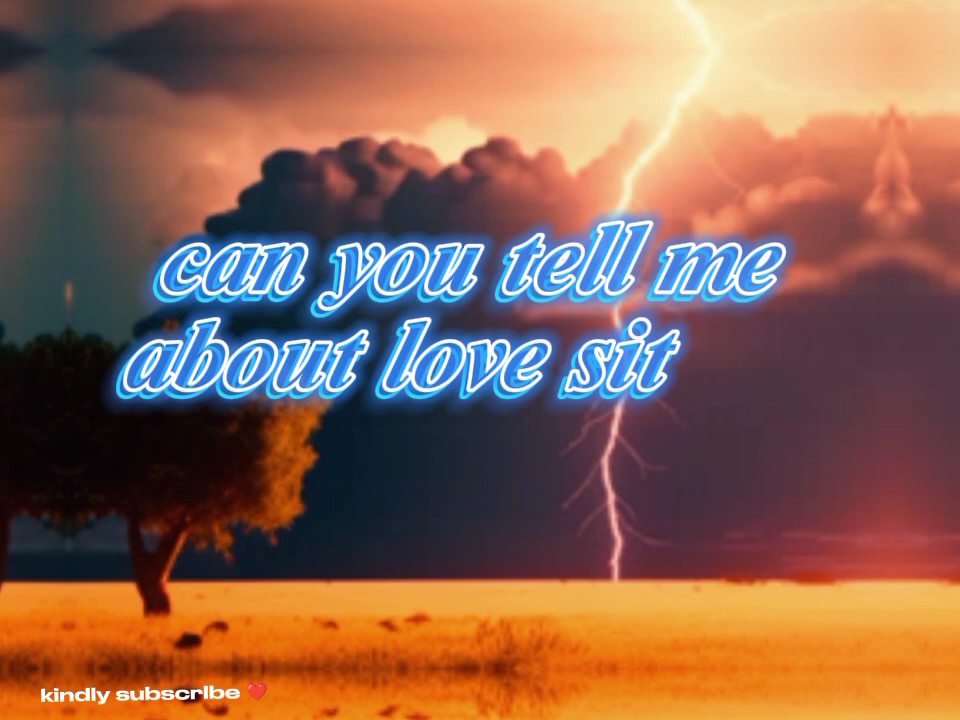 can you tell me
about love sit
kindly subscribe ❤️